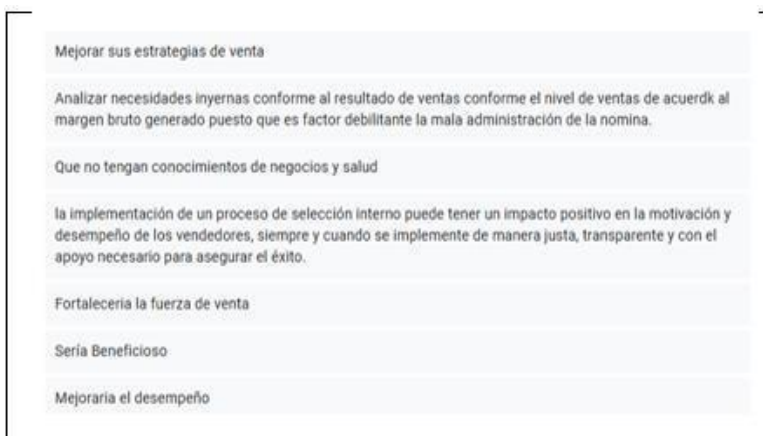 Mejorar sus estrategias de venta
Analizar necesidades inyernas conforme al resultado de ventas conforme el nivel de ventas de acuerdk al
margen bruto generado puesto que es factor debilitante la mala administración de la nomina.
Que no tengan conocimientos de negocios y salud
la implementación de un proceso de selección interno puede tener un impacto positivo en la motivación y
desempeño de los vendedores, siempre y cuando se implemente de manera justa, transparente y con el
apoyo necesario para asegurar el éxito.
Fortaleceria la fuerza de venta
Sería Beneficioso
Mejoraria el desempeño